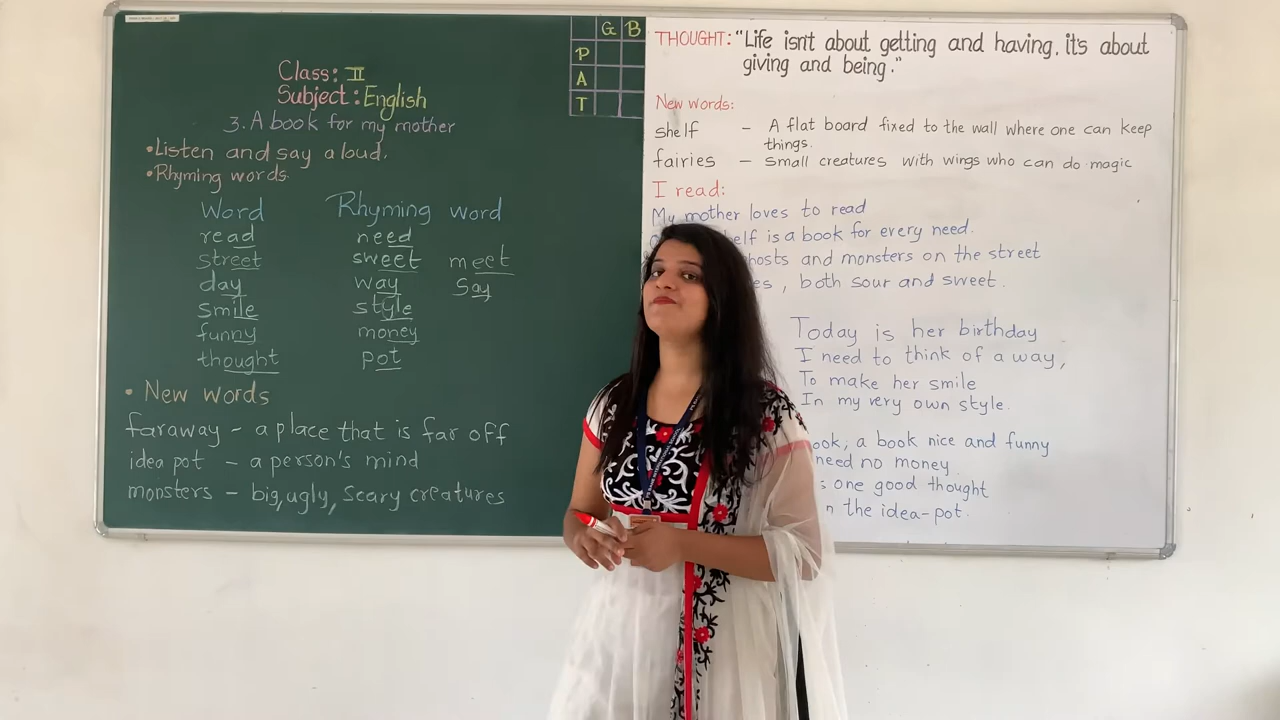 G B
P
A
T
Class: II
Subject: English
3. A book for my mother
•Listen and say aloud.
•Rhyming words.
Word Rhyming word
read need
street sweet meet
day way say
smile style
funny money
thought pot
• New words
faraway - a place that is far off
idea pot - a person's mind
monsters - big, ugly, scary creatures
THOUGHT: "Life isn't about getting and having, it's about
giving and being."
New words:
shelf - A flat board fixed to the wall where one can keep
things.
fairies - small creatures with wings who can do magic
I read:
My mother loves to read
is a book for every need.
and monsters on the street
, both sour and sweet.
Today is her birthday
I need to think of a way,
To make her smile
In my very own style.
, a book nice and funny
need no money
one good thought
the idea-pot.